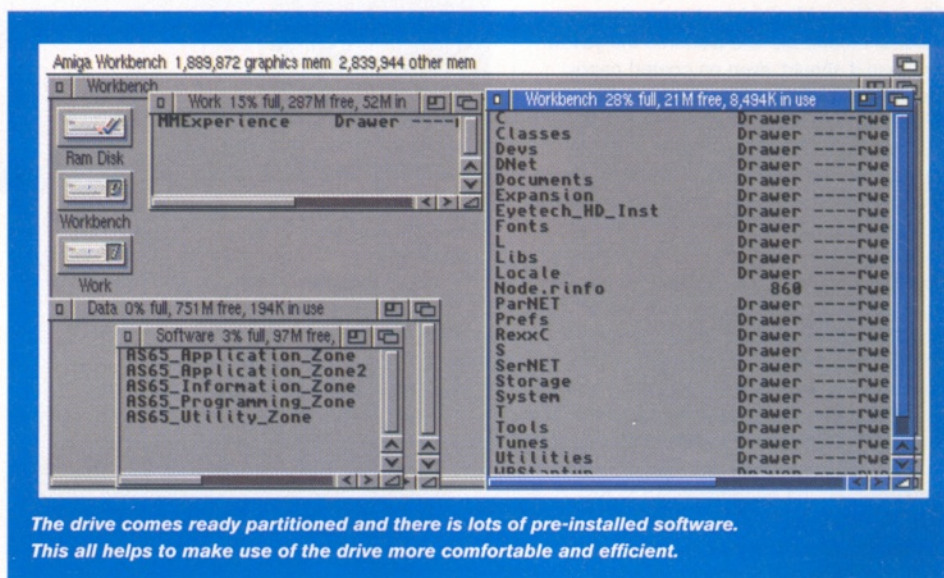 Amiga Workbench 1,889,872 graphics mem 2,839,944 other mem
Workbench
Work 15% full, 287M free, 52M in
MMExperience Drawer ----r
Ram Disk
Workbench
Work
Workbench 28% full, 21M free, 8,494K in use
C Drawer ----rwe
Classes Drawer ----rwe
Devs Drawer ----rwe
DNet Drawer ----rwe
Documents Drawer ----rwe
Expansion Drawer ----rwe
Eyetech_HD_Inst Drawer ----rwe
Fonts Drawer ----rwe
L Drawer ----rwe
Libs Drawer ----rwe
Locale Drawer ----rwe
Node.rinfo 860 ----rwe
ParNET Drawer ----rwe
Prefs Drawer ----rwe
RexxC Drawer ----rwe
S Drawer ----rwe
SerNET Drawer ----rwe
Storage Drawer ----rwe
System Drawer ----rwe
T Drawer ----rwe
Tools Drawer ----rwe
Tunes Drawer ----rwe
Utilities Drawer ----rwe
WBStartup Drawer ----rwe
Data 0% full, 751M free, 194K in use
Software 3% full, 97M free,
AS65_Application_Zone
AS65_Application_Zone2
AS65_Information_Zone
AS65_Programming_Zone
AS65_Utility_Zone
The drive comes ready partitioned and there is lots of pre-installed software.
This all helps to make use of the drive more comfortable and efficient.